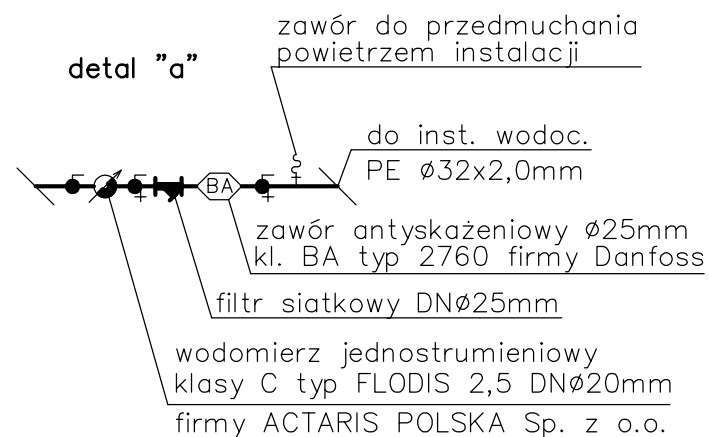 zawór do przedmuchania
powietrzem instalacji
detal "a"
do inst. wodoc.
PE ø32x2,0mm
BA
zawór antyskażeniowy ø25mm
kl. BA typ 2760 firmy Danfoss
filtr siatkowy DNø25mm
wodomierz jednostrumieniowy
klasy C typ FLODIS 2,5 DNø20mm
firmy ACTARIS POLSKA Sp. z o.o.